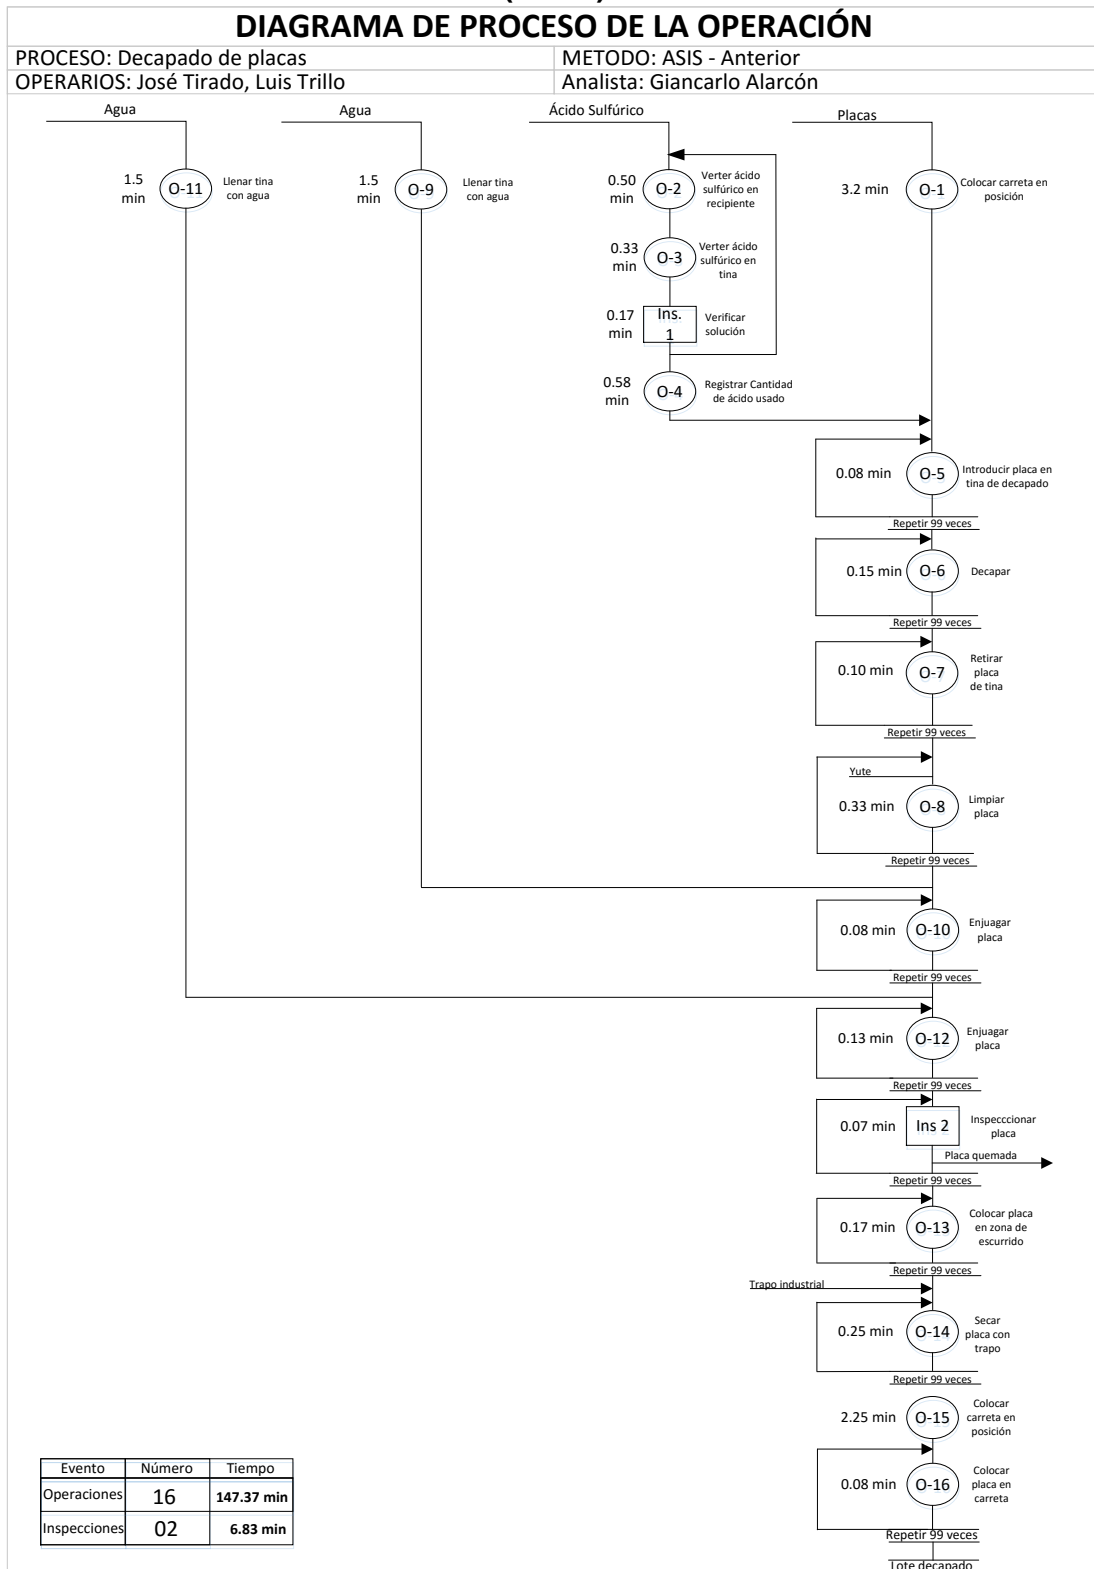 DIAGRAMA DE PROCESO DE LA OPERACIÓN
PROCESO: Decapado de placas
METODO: ASIS - Anterior
OPERARIOS: José Tirado, Luis Trillo
Analista: Giancarlo Alarcón
Agua
Agua
Ácido Sulfúrico
Placas
1.5
min
O-11
Llenar tina
con agua
1.5
min
O-9
Llenar tina
con agua
0.50
min
O-2
Verter ácido
sulfúrico en
recipiente
3.2 min
O-1
Colocar carreta en
posición
0.33
min
O-3
Verter ácido
sulfúrico en
tina
0.17
min
Ins.
1
Verificar
solución
0.58
min
O-4
Registrar Cantidad
de ácido usado
0.08 min
O-5
Introducir placa en
tina de decapado
Repetir 99 veces
0.15 min
O-6
Decapar
Repetir 99 veces
0.10 min
O-7
Retirar
placa
de tina
Repetir 99 veces
Yute
0.33 min
O-8
Limpiar
placa
Repetir 99 veces
0.08 min
O-10
Enjuagar
placa
Repetir 99 veces
0.13 min
O-12
Enjuagar
placa
Repetir 99 veces
0.07 min
Ins 2
Inspecccionar
placa
Placa quemada
Repetir 99 veces
0.17 min
O-13
Colocar placa
en zona de
escurrido
Repetir 99 veces
Trapo industrial
0.25 min
O-14
Secar
placa con
trapo
Repetir 99 veces
2.25 min
O-15
Colocar
carreta en
posición
0.08 min
O-16
Colocar
placa en
carreta
Repetir 99 veces
Lote decapado
Evento Número Tiempo
Operaciones 16 147.37 min
Inspecciones 02 6.83 min